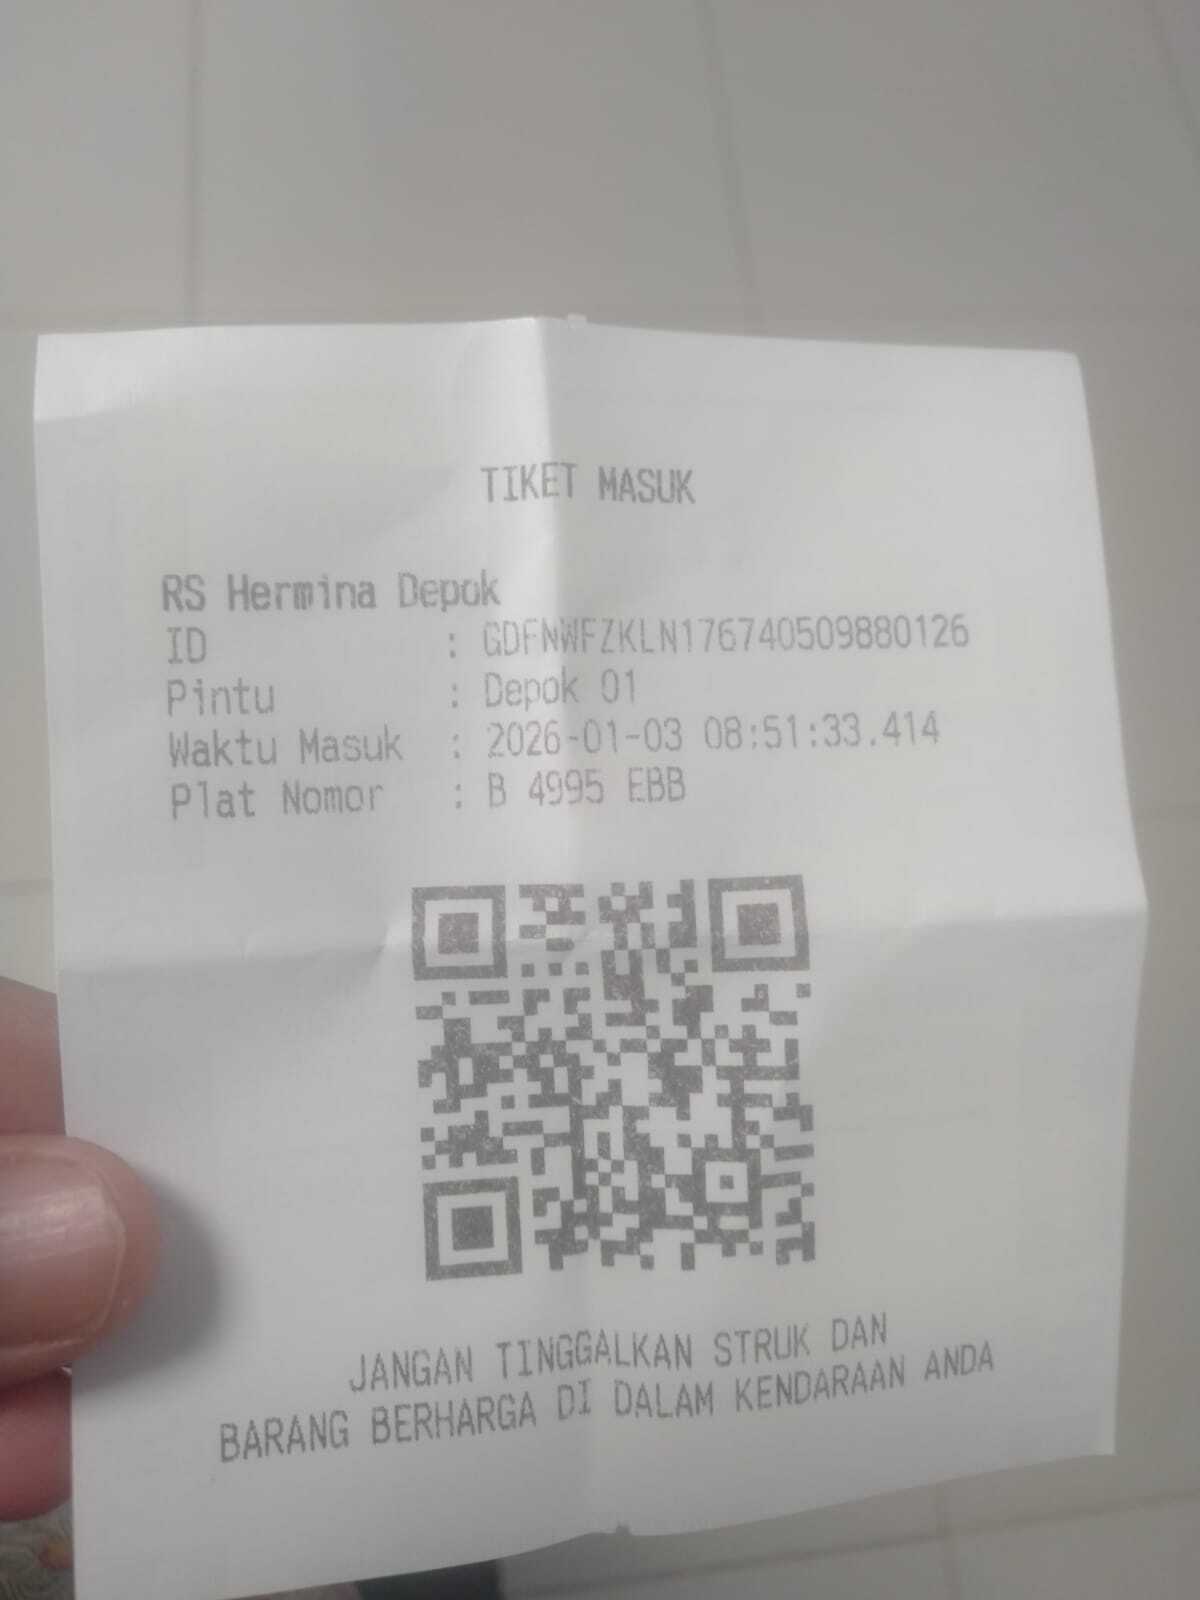 TIKET MASUK
RS Hermina Depok
ID : GDFNWFZKLN176740509880126
Pintu : Depok 01
Waktu Masuk : 2026-01-03 08:51:33.414
Plat Nomor : B 4995 EBB
JANGAN TINGGALKAN STRUK DAN
BARANG BERHARGA DI DALAM KENDARAAN ANDA